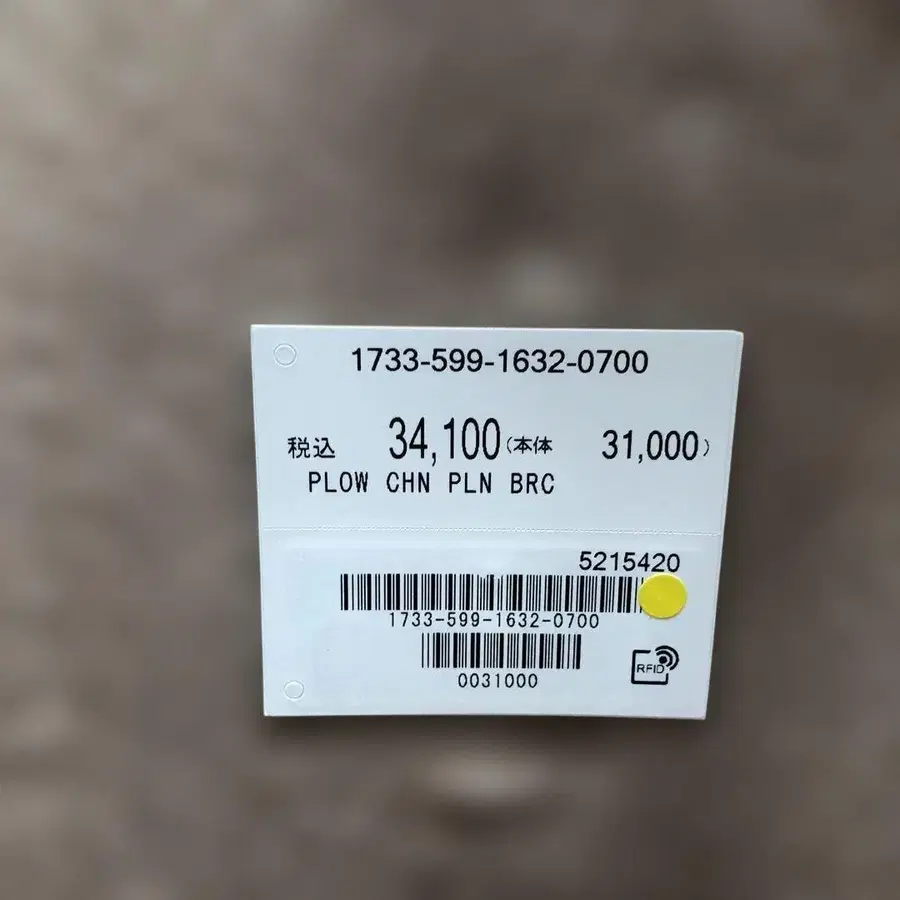 1733-599-1632-0700
税込 34,100(本体 31,000)
PLOW CHN PLN BRC
5215420
1733-599-1632-0700
0031000
RFID